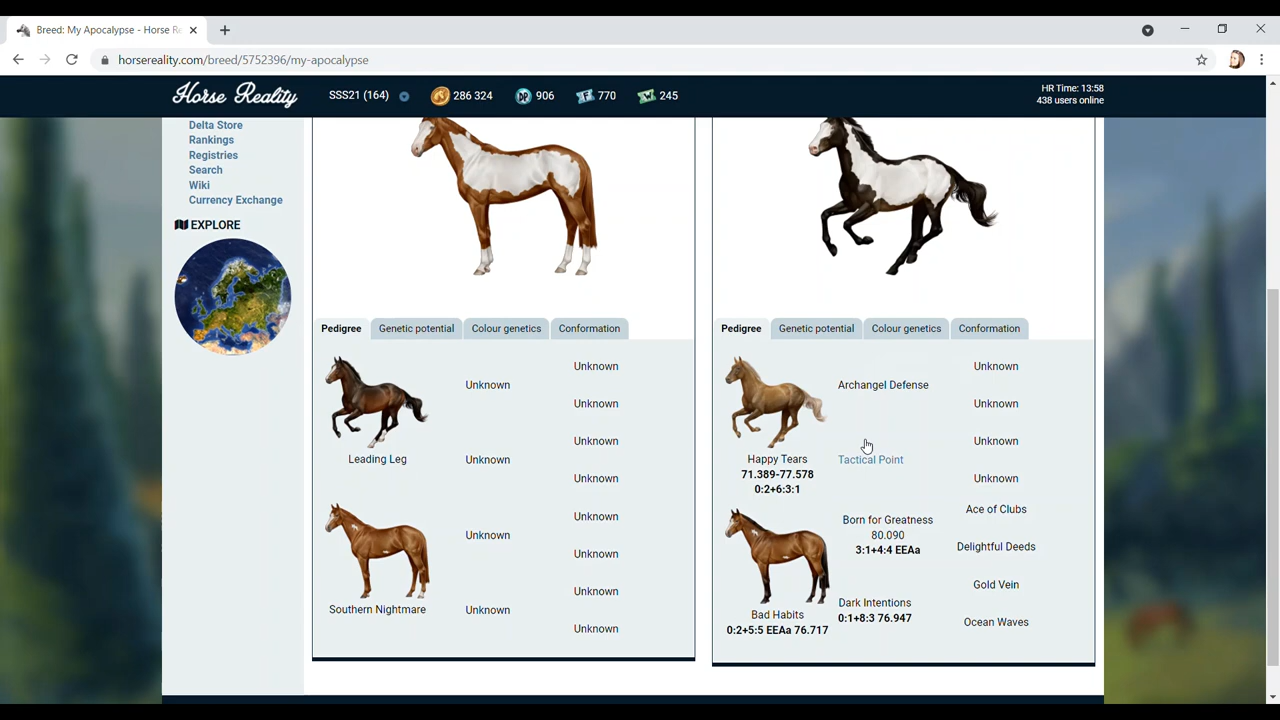 Breed: My Apocalypse - Horse Re
horsereality.com/breed/5752396/my-apocalypse
Horse Reality
SSS21 (164)
286 324
DP
906
770
245
HR Time: 13:58
438 users online
Delta Store
Rankings
Registries
Search
Wiki
Currency Exchange
EXPLORE
Pedigree Genetic potential Colour genetics Conformation
Unknown
Unknown
Unknown
Unknown
Leading Leg
Unknown
Unknown
Unknown
Unknown
Unknown
Unknown
Southern Nightmare
Unknown
Unknown
Pedigree Genetic potential Colour genetics Conformation
Unknown
Archangel Defense
Unknown
Unknown
Happy Tears
71.389-77.578
0:2+6:3:1
Tactical Point
Unknown
Ace of Clubs
Born for Greatness
80.090
3:1+4:4 EEAa
Delightful Deeds
Gold Vein
Bad Habits
0:2+5:5 EEAa 76.717
Dark Intentions
0:1+8:3 76.947
Ocean Waves